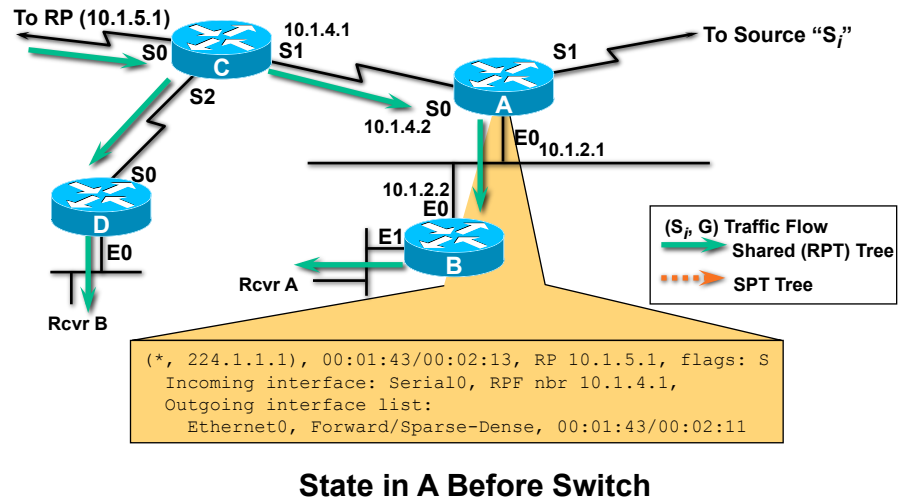 To RP (10.1.5.1)
10.1.4.1
S0
S1
C
S2
S1
To Source “Si”
S0
A
10.1.4.2
E0
10.1.2.1
S0
D
E0
Rcvr B
10.1.2.2
E0
E1
B
Rcvr A
(Si, G) Traffic Flow
Shared (RPT) Tree
SPT Tree
(*, 224.1.1.1), 00:01:43/00:02:13, RP 10.1.5.1, flags: S
Incoming interface: Serial0, RPF nbr 10.1.4.1,
Outgoing interface list:
Ethernet0, Forward/Sparse-Dense, 00:01:43/00:02:11
State in A Before Switch